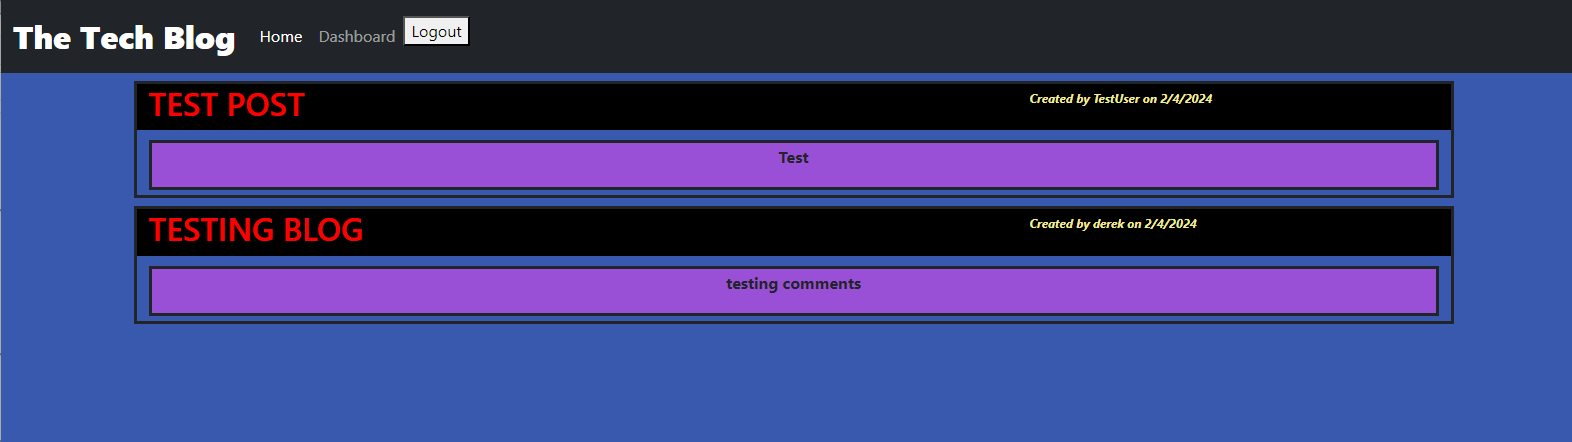 The Tech Blog Home Dashboard Logout
TEST POST Created by TestUser on 2/4/2024
Test
TESTING BLOG Created by derek on 2/4/2024
testing comments